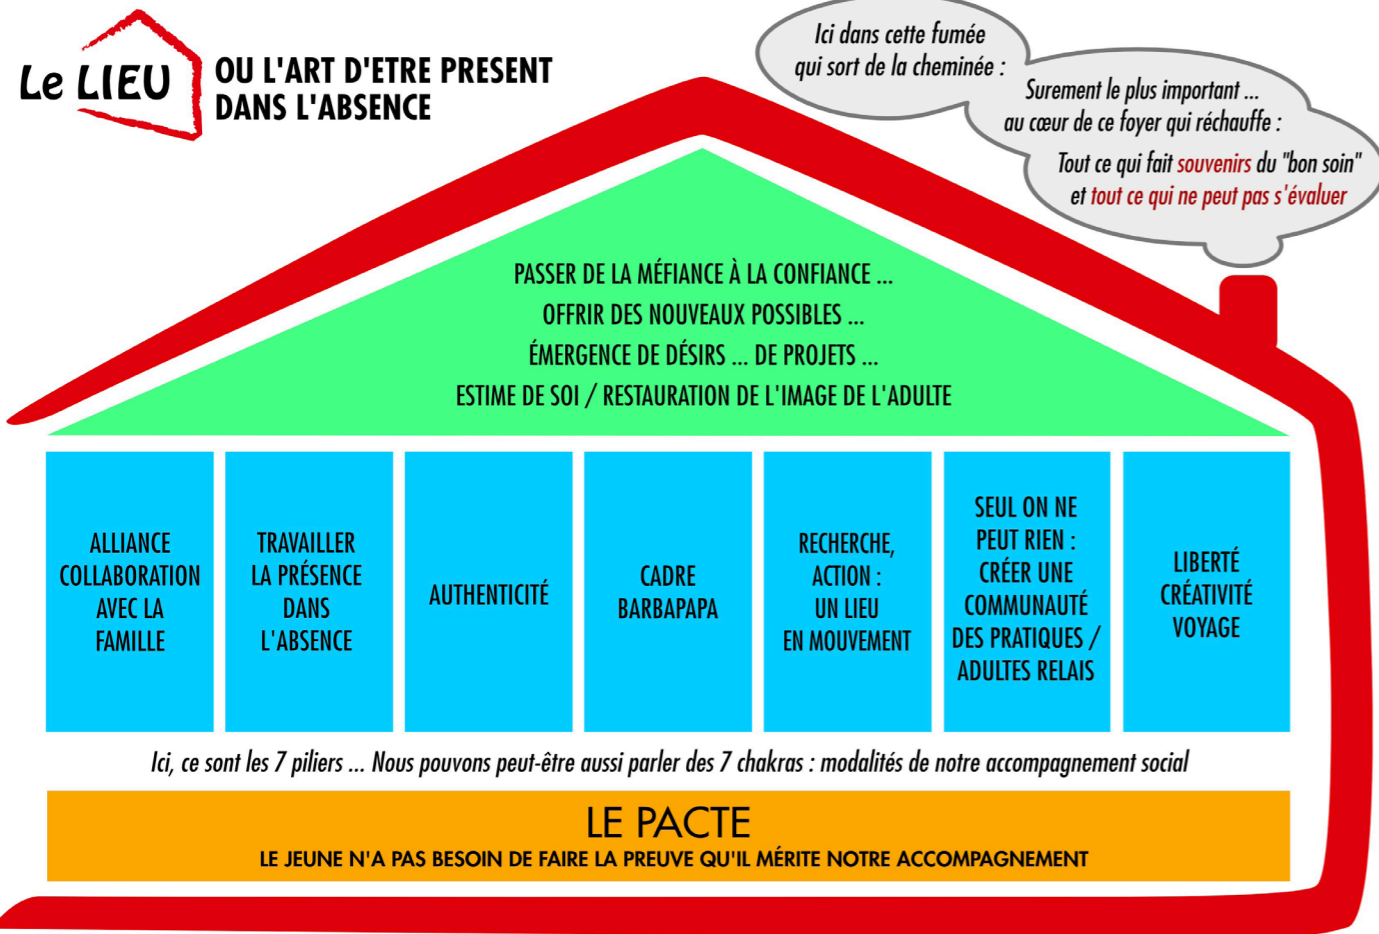 Le LIEU
OU L'ART D'ETRE PRESENT
DANS L'ABSENCE
Ici dans cette fumée
qui sort de la cheminée :
Surement le plus important ...
au cœur de ce foyer qui réchauffe :
Tout ce qui fait souvenirs du "bon soin"
et tout ce qui ne peut pas s'évaluer
PASSER DE LA MÉFIANCE À LA CONFIANCE ...
OFFRIR DES NOUVEAUX POSSIBLES ...
ÉMERGENCE DE DÉSIRS ... DE PROJETS ...
ESTIME DE SOI / RESTAURATION DE L'IMAGE DE L'ADULTE
ALLIANCE
COLLABORATION
AVEC LA
FAMILLE
TRAVAILLER
LA PRÉSENCE
DANS
L'ABSENCE
AUTHENTICITÉ
CADRE
BARBAPAPA
RECHERCHE,
ACTION :
UN LIEU
EN MOUVEMENT
SEUL ON NE
PEUT RIEN :
CRÉER UNE
COMMUNAUTÉ
DES PRATIQUES /
ADULTES RELAIS
LIBERTÉ
CRÉATIVITÉ
VOYAGE
Ici, ce sont les 7 piliers ... Nous pouvons peut-être aussi parler des 7 chakras : modalités de notre accompagnement social
LE PACTE
LE JEUNE N'A PAS BESOIN DE FAIRE LA PREUVE QU'IL MÉRITE NOTRE ACCOMPAGNEMENT